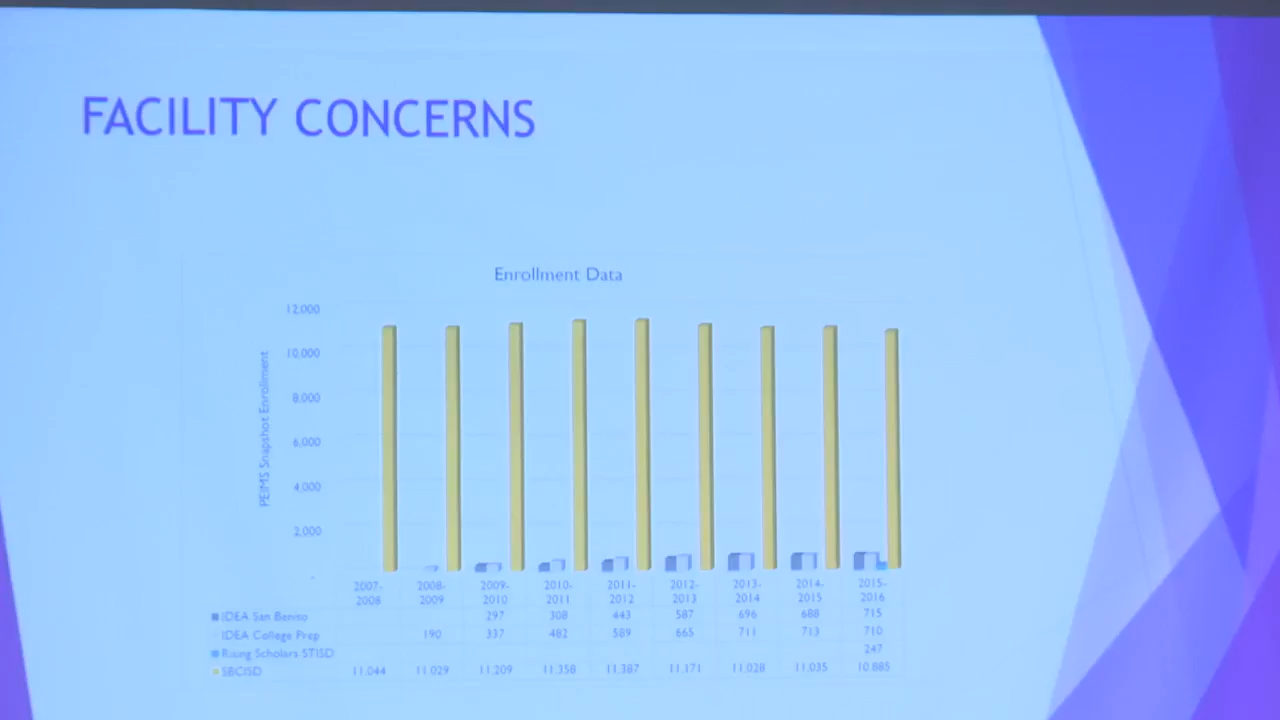 FACILITY CONCERNS
Enrollment Data
PEIMS Snapshot Enrollment
12,000
10,000
8,000
6,000
4,000
2,000
-
2007-2008 2008-2009 2009-2010 2010-2011 2011-2012 2012-2013 2013-2014 2014-2015 2015-2016
IDEA San Benito 297 308 443 587 696 688 715
IDEA College Prep 190 337 482 589 665 711 713 710
Rising Scholars STISD 247
SBCISD 11,044 11,029 11,209 11,358 11,387 11,171 11,028 11,035 10,885